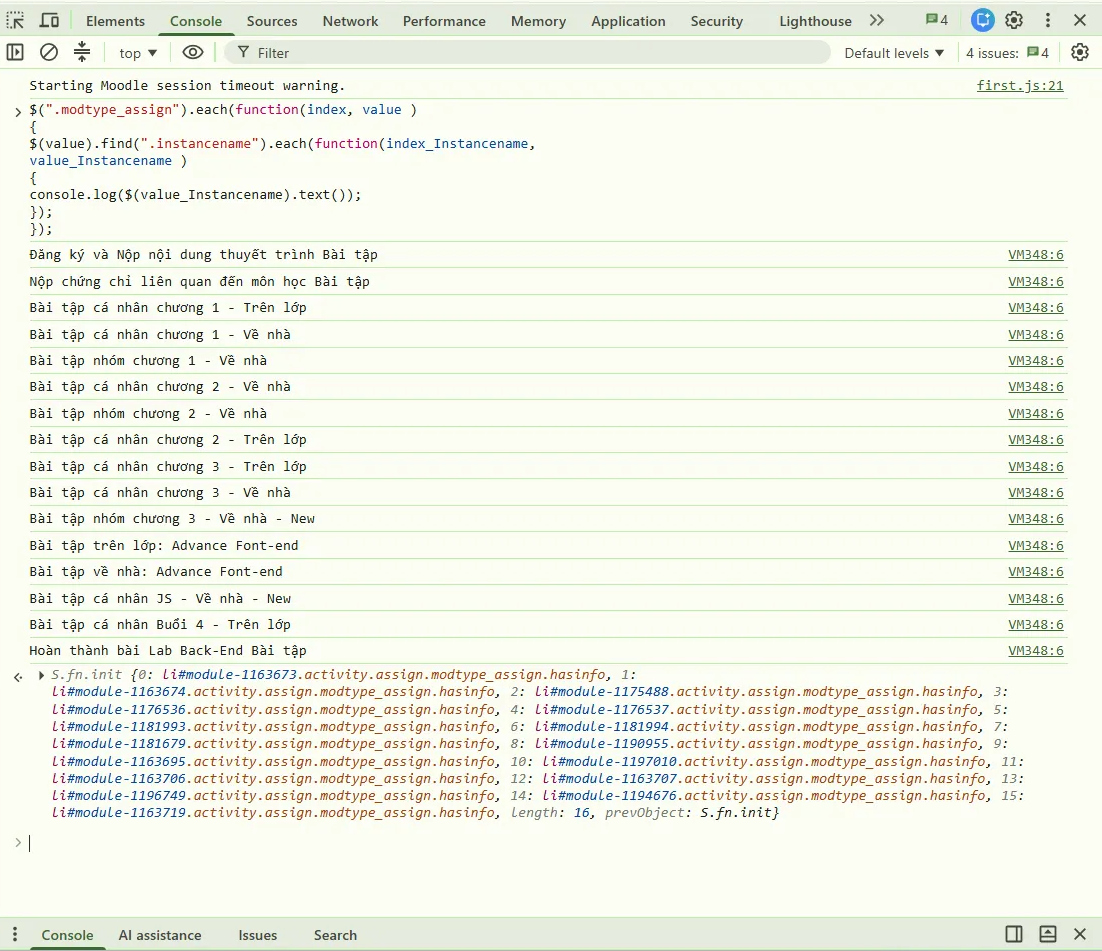 Elements Console Sources Network Performance Memory Application Security Lighthouse 4
top Filter Default levels 4 issues: 4
Starting Moodle session timeout warning. first.js:21
$(".modtype_assign").each(function(index, value )
{
$(value).find(".instancename").each(function(index_Instancename,
value_Instancename )
{
console.log($(value_Instancename).text());
});
});
Đăng ký và Nộp nội dung thuyết trình Bài tập VM348:6
Nộp chứng chỉ liên quan đến môn học Bài tập VM348:6
Bài tập cá nhân chương 1 - Trên lớp VM348:6
Bài tập cá nhân chương 1 - Về nhà VM348:6
Bài tập nhóm chương 1 - Về nhà VM348:6
Bài tập cá nhân chương 2 - Về nhà VM348:6
Bài tập nhóm chương 2 - Về nhà VM348:6
Bài tập cá nhân chương 2 - Trên lớp VM348:6
Bài tập cá nhân chương 3 - Trên lớp VM348:6
Bài tập cá nhân chương 3 - Về nhà VM348:6
Bài tập nhóm chương 3 - Về nhà - New VM348:6
Bài tập trên lớp: Advance Font-end VM348:6
Bài tập về nhà: Advance Font-end VM348:6
Bài tập cá nhân JS - Về nhà - New VM348:6
Bài tập cá nhân Buổi 4 - Trên lớp VM348:6
Hoàn thành bài Lab Back-End Bài tập VM348:6
S.fn.init {0: li#module-1163673.activity.assign.modtype_assign.hasinfo, 1:
li#module-1163674.activity.assign.modtype_assign.hasinfo, 2: li#module-1175488.activity.assign.modtype_assign.hasinfo, 3:
li#module-1176536.activity.assign.modtype_assign.hasinfo, 4: li#module-1176537.activity.assign.modtype_assign.hasinfo, 5:
li#module-1181993.activity.assign.modtype_assign.hasinfo, 6: li#module-1181994.activity.assign.modtype_assign.hasinfo, 7:
li#module-1181679.activity.assign.modtype_assign.hasinfo, 8: li#module-1190955.activity.assign.modtype_assign.hasinfo, 9:
li#module-1163695.activity.assign.modtype_assign.hasinfo, 10: li#module-1197010.activity.assign.modtype_assign.hasinfo, 11:
li#module-1163706.activity.assign.modtype_assign.hasinfo, 12: li#module-1163707.activity.assign.modtype_assign.hasinfo, 13:
li#module-1196749.activity.assign.modtype_assign.hasinfo, 14: li#module-1194676.activity.assign.modtype_assign.hasinfo, 15:
li#module-1163719.activity.assign.modtype_assign.hasinfo, length: 16, prevObject: S.fn.init}
Console AI assistance Issues Search